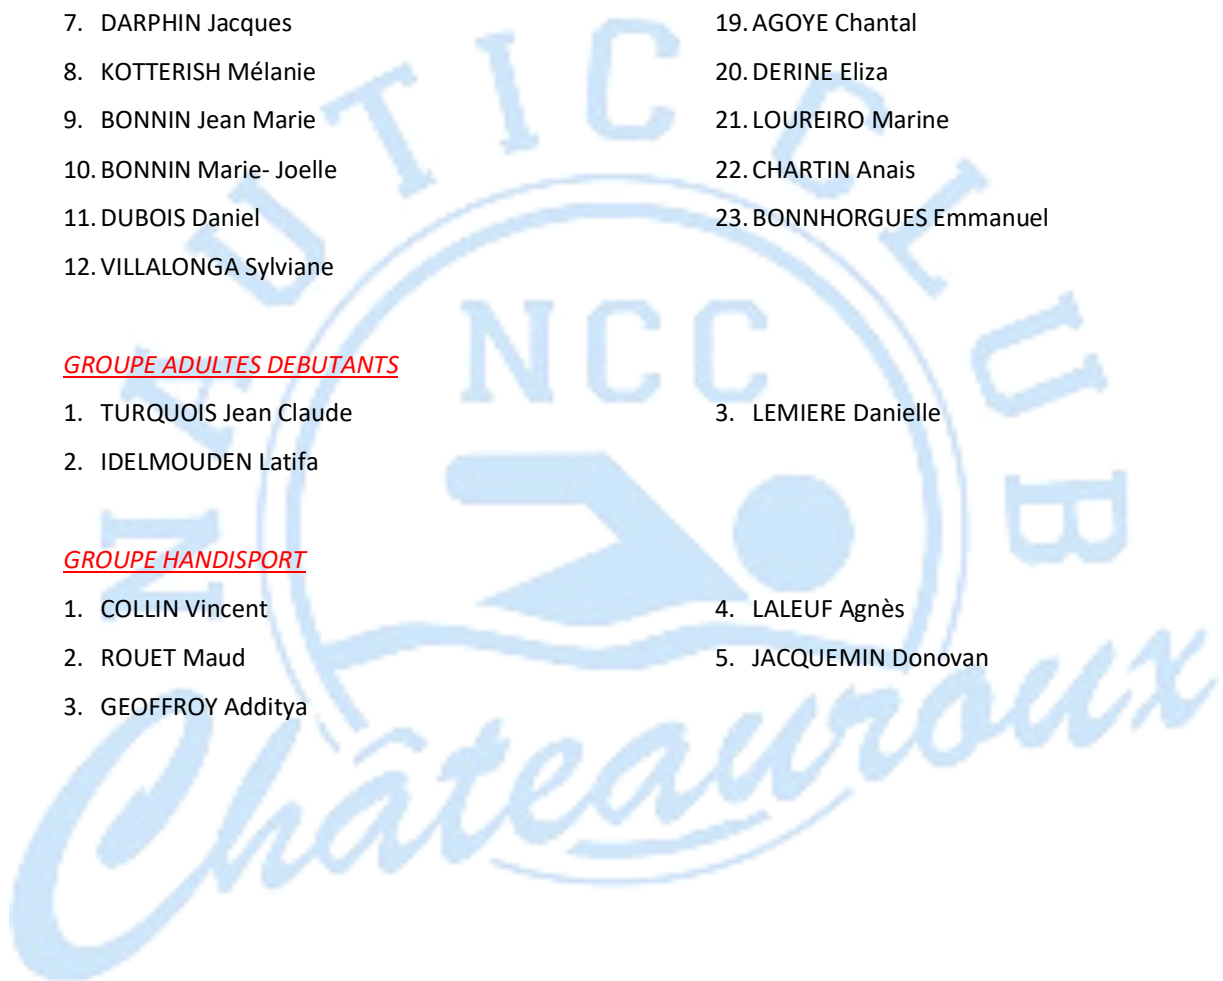 7. DARPHIN Jacques
8. KOTTERISH Mélanie
9. BONNIN Jean Marie
10. BONNIN Marie- Joelle
11. DUBOIS Daniel
12. VILLALONGA Sylviane
19. AGOYE Chantal
20. DERINE Eliza
21. LOUREIRO Marine
22. CHARTIN Anais
23. BONNHORGUES Emmanuel
GROUPE ADULTES DEBUTANTS
1. TURQUOIS Jean Claude
2. IDELMOUDEN Latifa
3. LEMIERE Danielle
GROUPE HANDISPORT
1. COLLIN Vincent
2. ROUET Maud
3. GEOFFROY Additya
4. LALEUF Agnès
5. JACQUEMIN Donovan
NAUTIC CLUB
NCC
Châteauroux